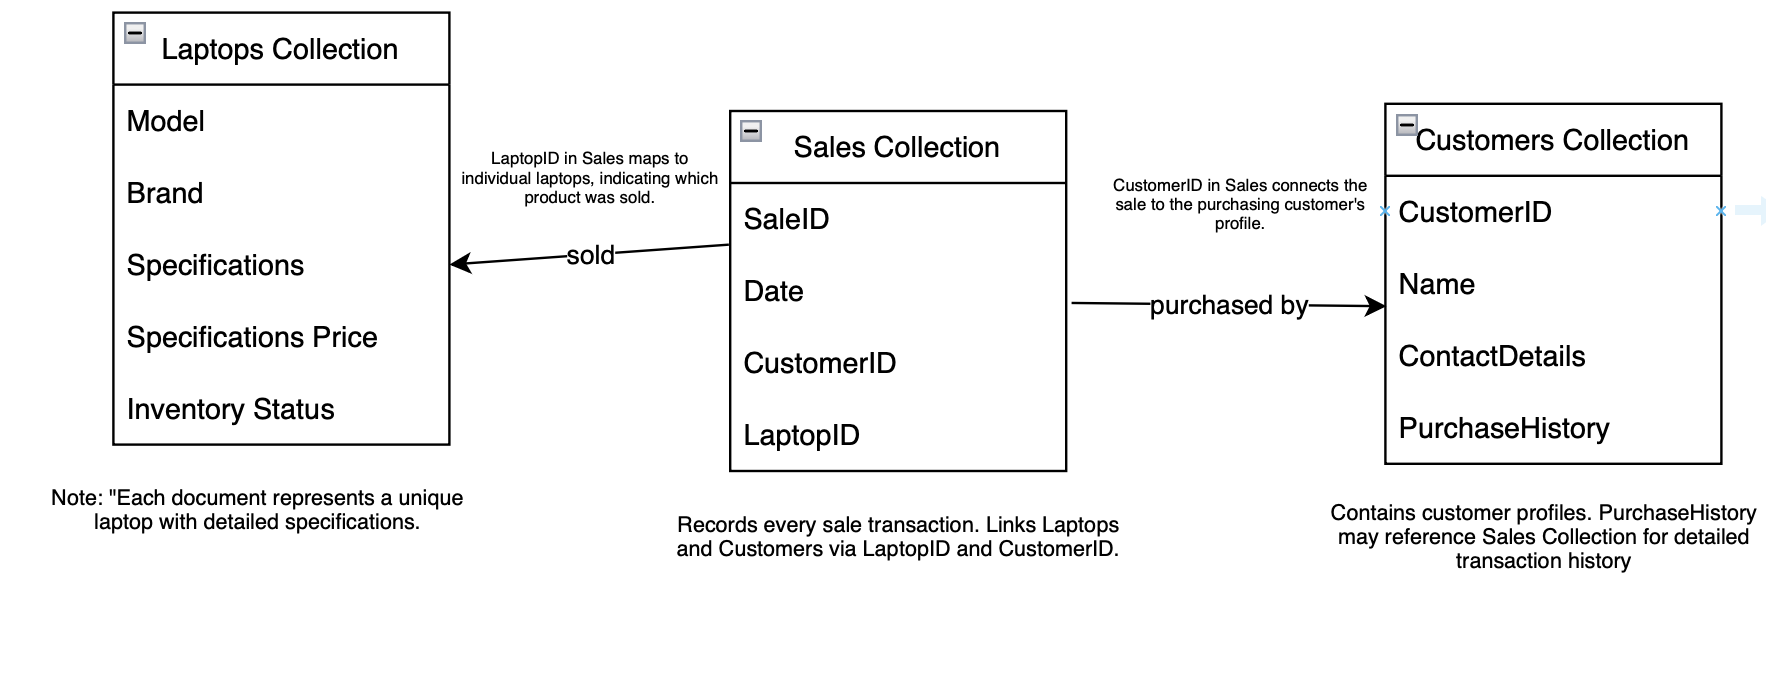 Laptops Collection
Model
Brand
Specifications
Specifications Price
Inventory Status
Note: "Each document represents a unique
laptop with detailed specifications.
LaptopID in Sales maps to
individual laptops, indicating which
product was sold.
sold
Sales Collection
SaleID
Date
CustomerID
LaptopID
Records every sale transaction. Links Laptops
and Customers via LaptopID and CustomerID.
CustomerID in Sales connects the
sale to the purchasing customer's
profile.
purchased by
Customers Collection
CustomerID
Name
ContactDetails
PurchaseHistory
Contains customer profiles. PurchaseHistory
may reference Sales Collection for detailed
transaction history